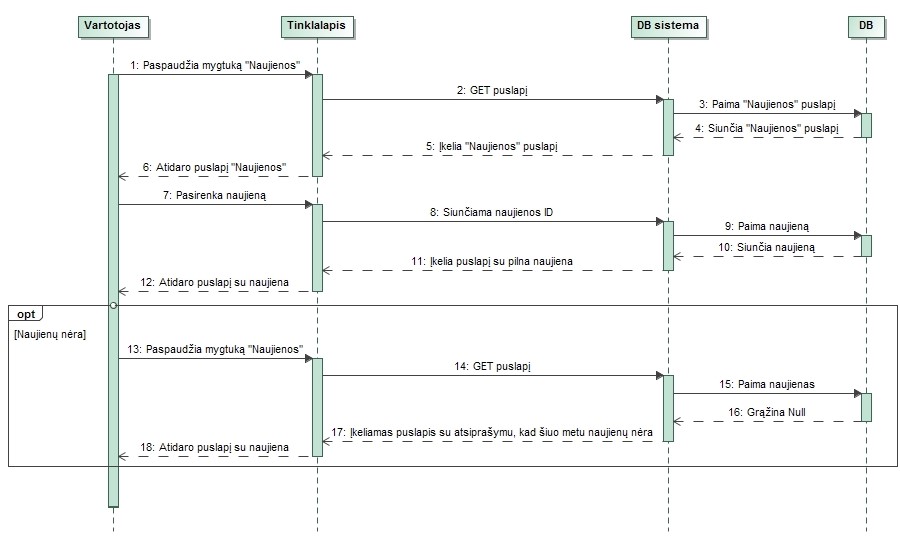 Vartotojas
Tinklalapis
DB sistema
DB
1: Paspaudžia mygtuką "Naujienos"
2: GET puslapį
3: Paima "Naujienos" puslapį
4: Siunčia "Naujienos" puslapį
5: Įkelia "Naujienos" puslapį
6: Atidaro puslapį "Naujienos"
7: Pasirenka naujieną
8: Siunčiama naujienos ID
9: Paima naujieną
10: Siunčia naujieną
11: Įkelia puslapį su pilna naujiena
12: Atidaro puslapį su naujiena
opt
[Naujienų nėra]
13: Paspaudžia mygtuką "Naujienos"
14: GET puslapį
15: Paima naujienas
16: Grąžina Null
17: Įkeliamas puslapis su atsiprašymu, kad šiuo metu naujienų nėra
18: Atidaro puslapį su naujiena